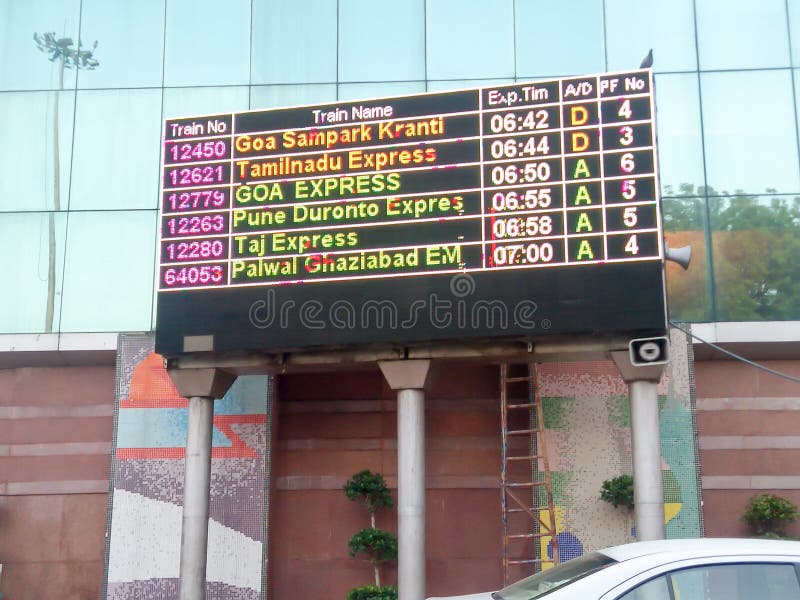 Train No Train Name Exp.Tim A/D PF No
12450 Goa Sampark Kranti 06:42 D 4
12621 Tamilnadu Express 06:44 D 3
12779 GOA EXPRESS 06:50 A 6
12263 Pune Duronto Expres 06:55 A 5
12280 Taj Express 06:58 A 5
64053 Palwal Ghaziabad EM 07:00 A 4
dreamstime